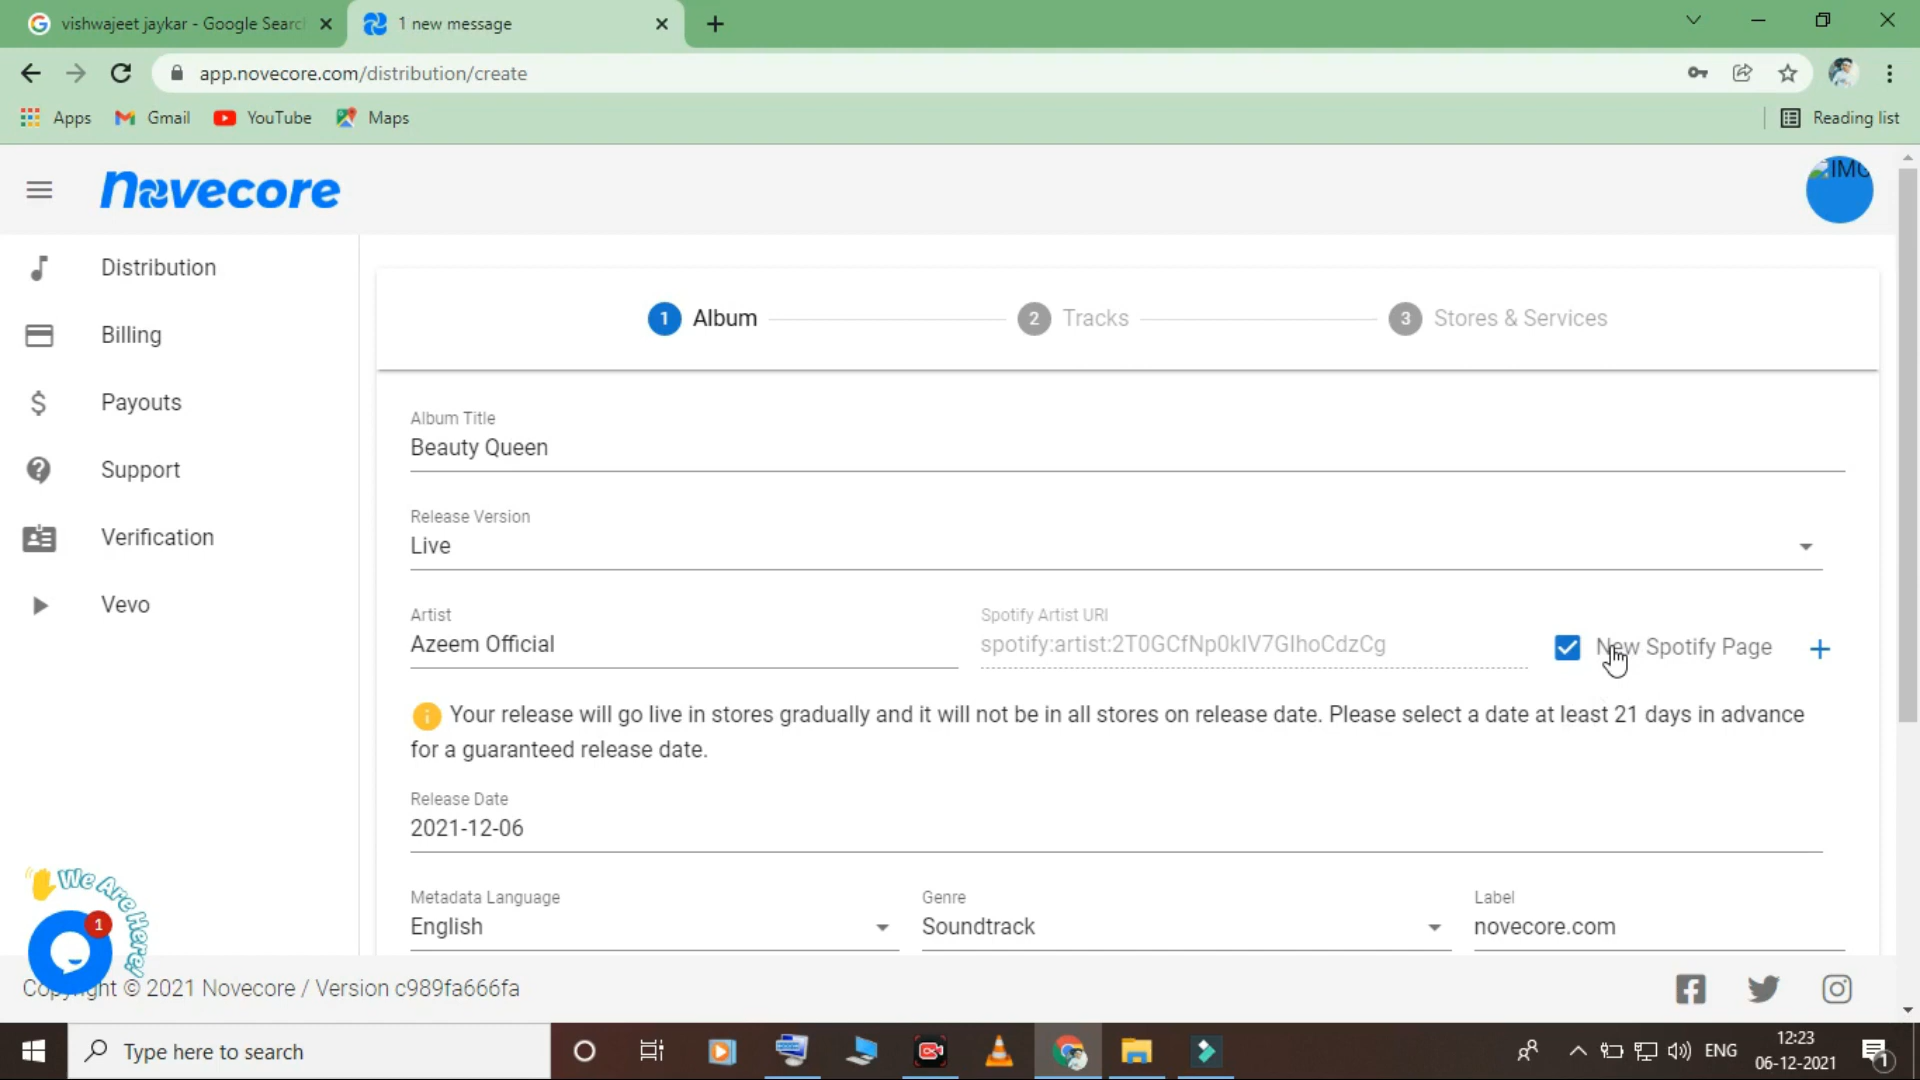 vishwajeet jaykar - Google Searc
1 new message
app.novecore.com/distribution/create
Apps
Gmail
YouTube
Maps
Reading list
Novecore
IMG
Distribution
Billing
Payouts
Support
Verification
Vevo
1 Album
2 Tracks
3 Stores & Services
Album Title
Beauty Queen
Release Version
Live
Artist
Azeem Official
Spotify Artist URI
spotify:artist:2T0GCfNp0kIV7GIhoCdzCg
New Spotify Page
Your release will go live in stores gradually and it will not be in all stores on release date. Please select a date at least 21 days in advance
for a guaranteed release date.
Release Date
2021-12-06
Metadata Language
English
Genre
Soundtrack
Label
novecore.com
We Are Here!
1
© 2021 Novecore / Version c989fa666fa
Type here to search
ENG
12:23
06-12-2021
1